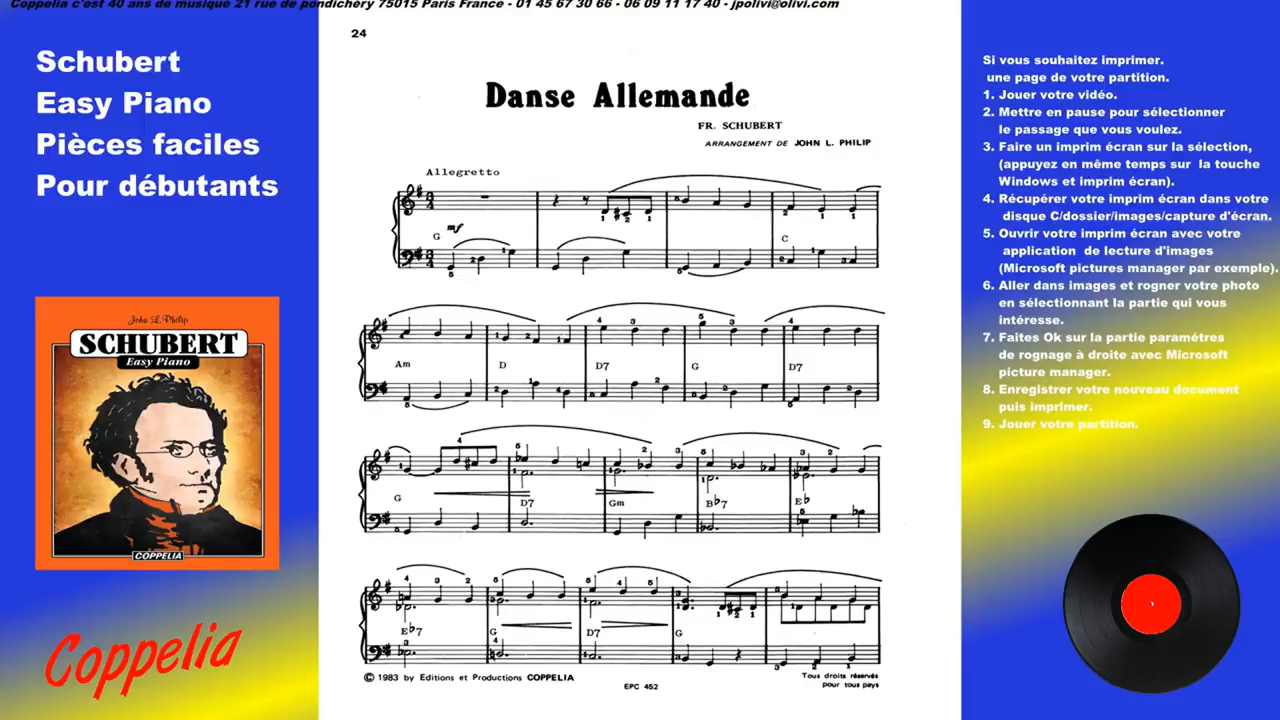 Coppelia c'est 40 ans de musique 21 rue de pondichéry 75015 Paris France - 01 45 67 30 66 - 06 09 11 17 40 - jpolivi@olivi.com
Schubert
Easy Piano
Pièces faciles
Pour débutants
John L. Philip
SCHUBERT
Easy Piano
COPPELIA
Coppelia
24
Danse Allemande
FR. SCHUBERT
ARRANGEMENT DE JOHN L. PHILIP
Allegretto
mf
G C
Am D D7 G D7
G D7 Gm Bb7 Eb
Eb7 G D7 G
© 1983 by Editions et Productions COPPELIA
EPC 452
Tous droits réservés
pour tous pays
Si vous souhaitez imprimer.
une page de votre partition.
1. Jouer votre vidéo.
2. Mettre en pause pour sélectionner
le passage que vous voulez.
3. Faire un imprim écran sur la sélection,
(appuyez en même temps sur la touche
Windows et imprim écran).
4. Récupérer votre imprim écran dans votre
disque C/dossier/images/capture d'écran.
5. Ouvrir votre imprim écran avec votre
application de lecture d'images
(Microsoft pictures manager par exemple).
6. Aller dans images et rogner votre photo
en sélectionnant la partie qui vous
intéresse.
7. Faites Ok sur la partie paramétres
de rognage à droite avec Microsoft
picture manager.
8. Enregistrer votre nouveau document
puis imprimer.
9. Jouer votre partition.